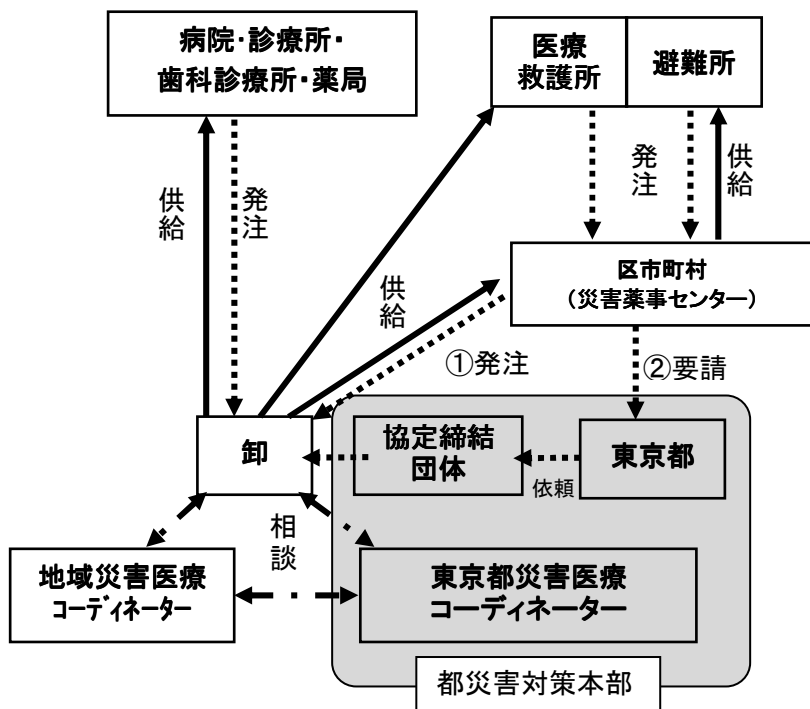 病院・診療所・
歯科診療所・薬局
医療
救護所
避難所
供給
発注
発注
供給
区市町村
（災害薬事センター）
供給
①発注
②要請
卸
協定締結
団体
依頼
東京都
相談
地域災害医療
コーディネーター
東京都災害医療
コーディネーター
都災害対策本部